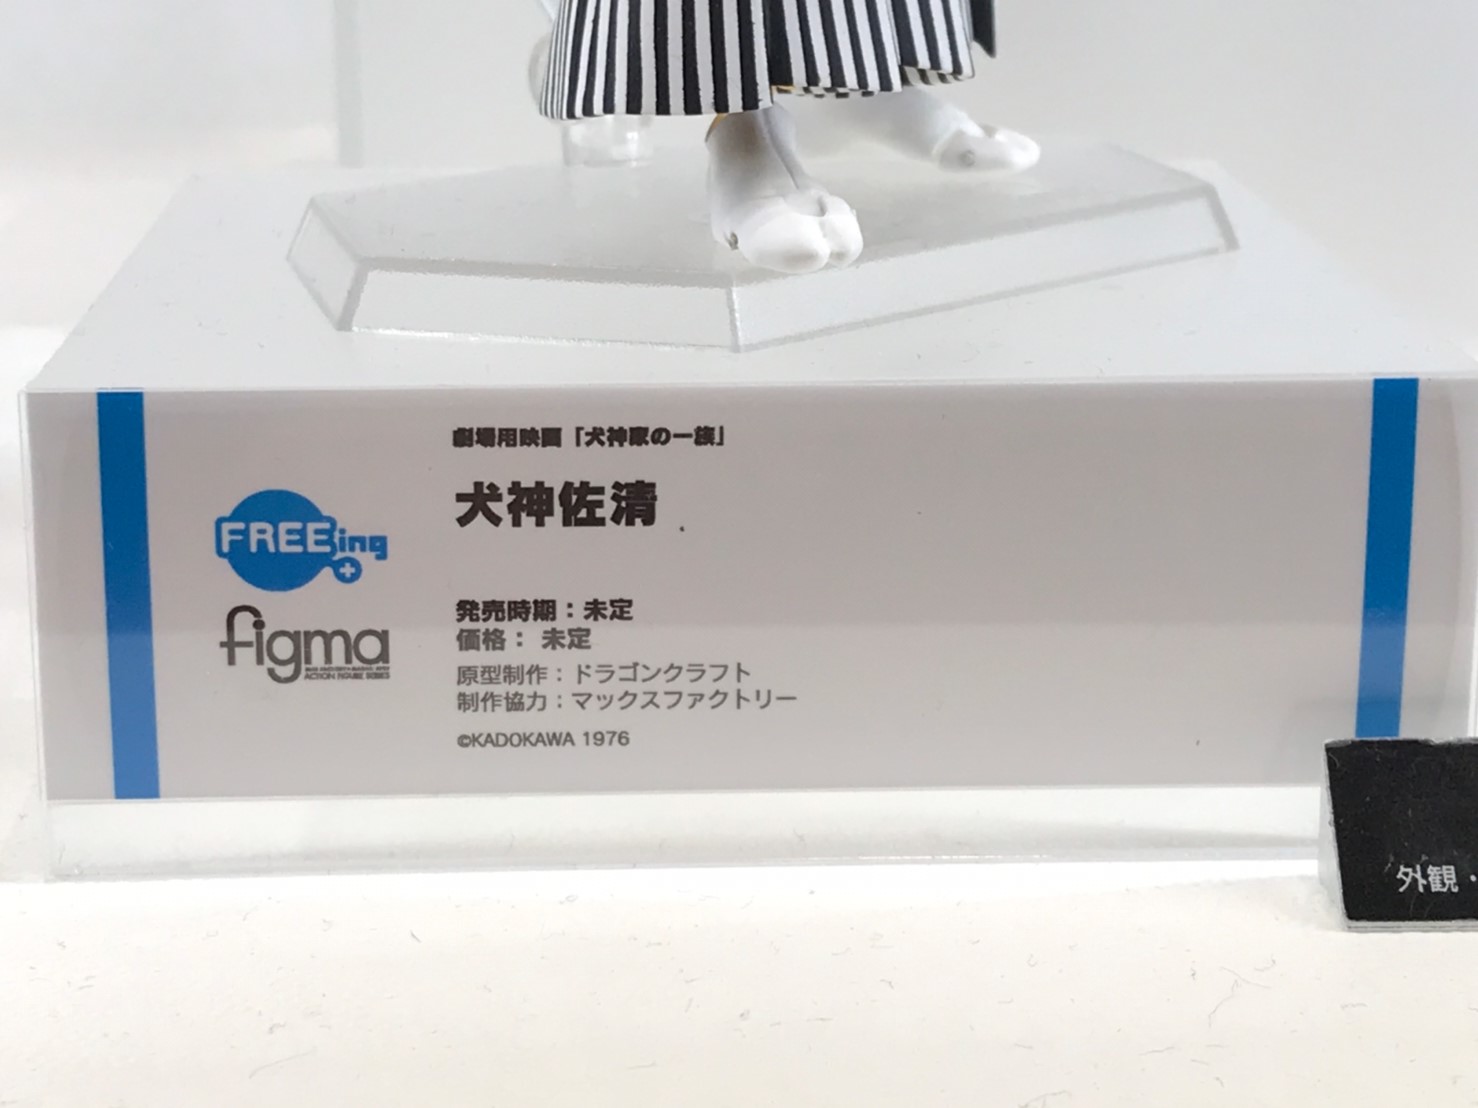 劇場用映画「犬神家の一族」
犬神佐清
FREEing
figma
ACTION FIGURE SERIES
発売時期：未定
価格： 未定
原型制作：ドラゴンクラフト
制作協力：マックスファクトリー
©KADOKAWA 1976
外観・